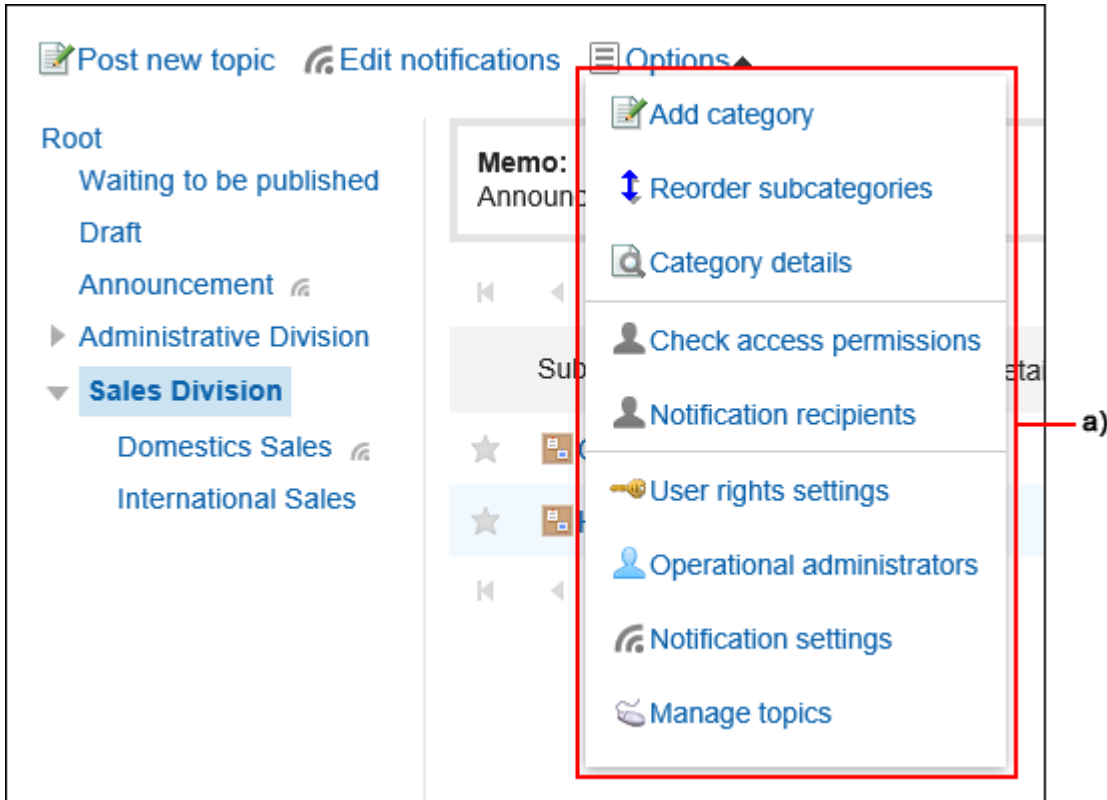 Post new topic Edit notifications Options
Root
Waiting to be published
Draft
Announcement
Administrative Division
Sales Division
Domestics Sales
International Sales
Memo:
Add category
Reorder subcategories
Category details
Check access permissions
Notification recipients
User rights settings
Operational administrators
Notification settings
Manage topics
a)